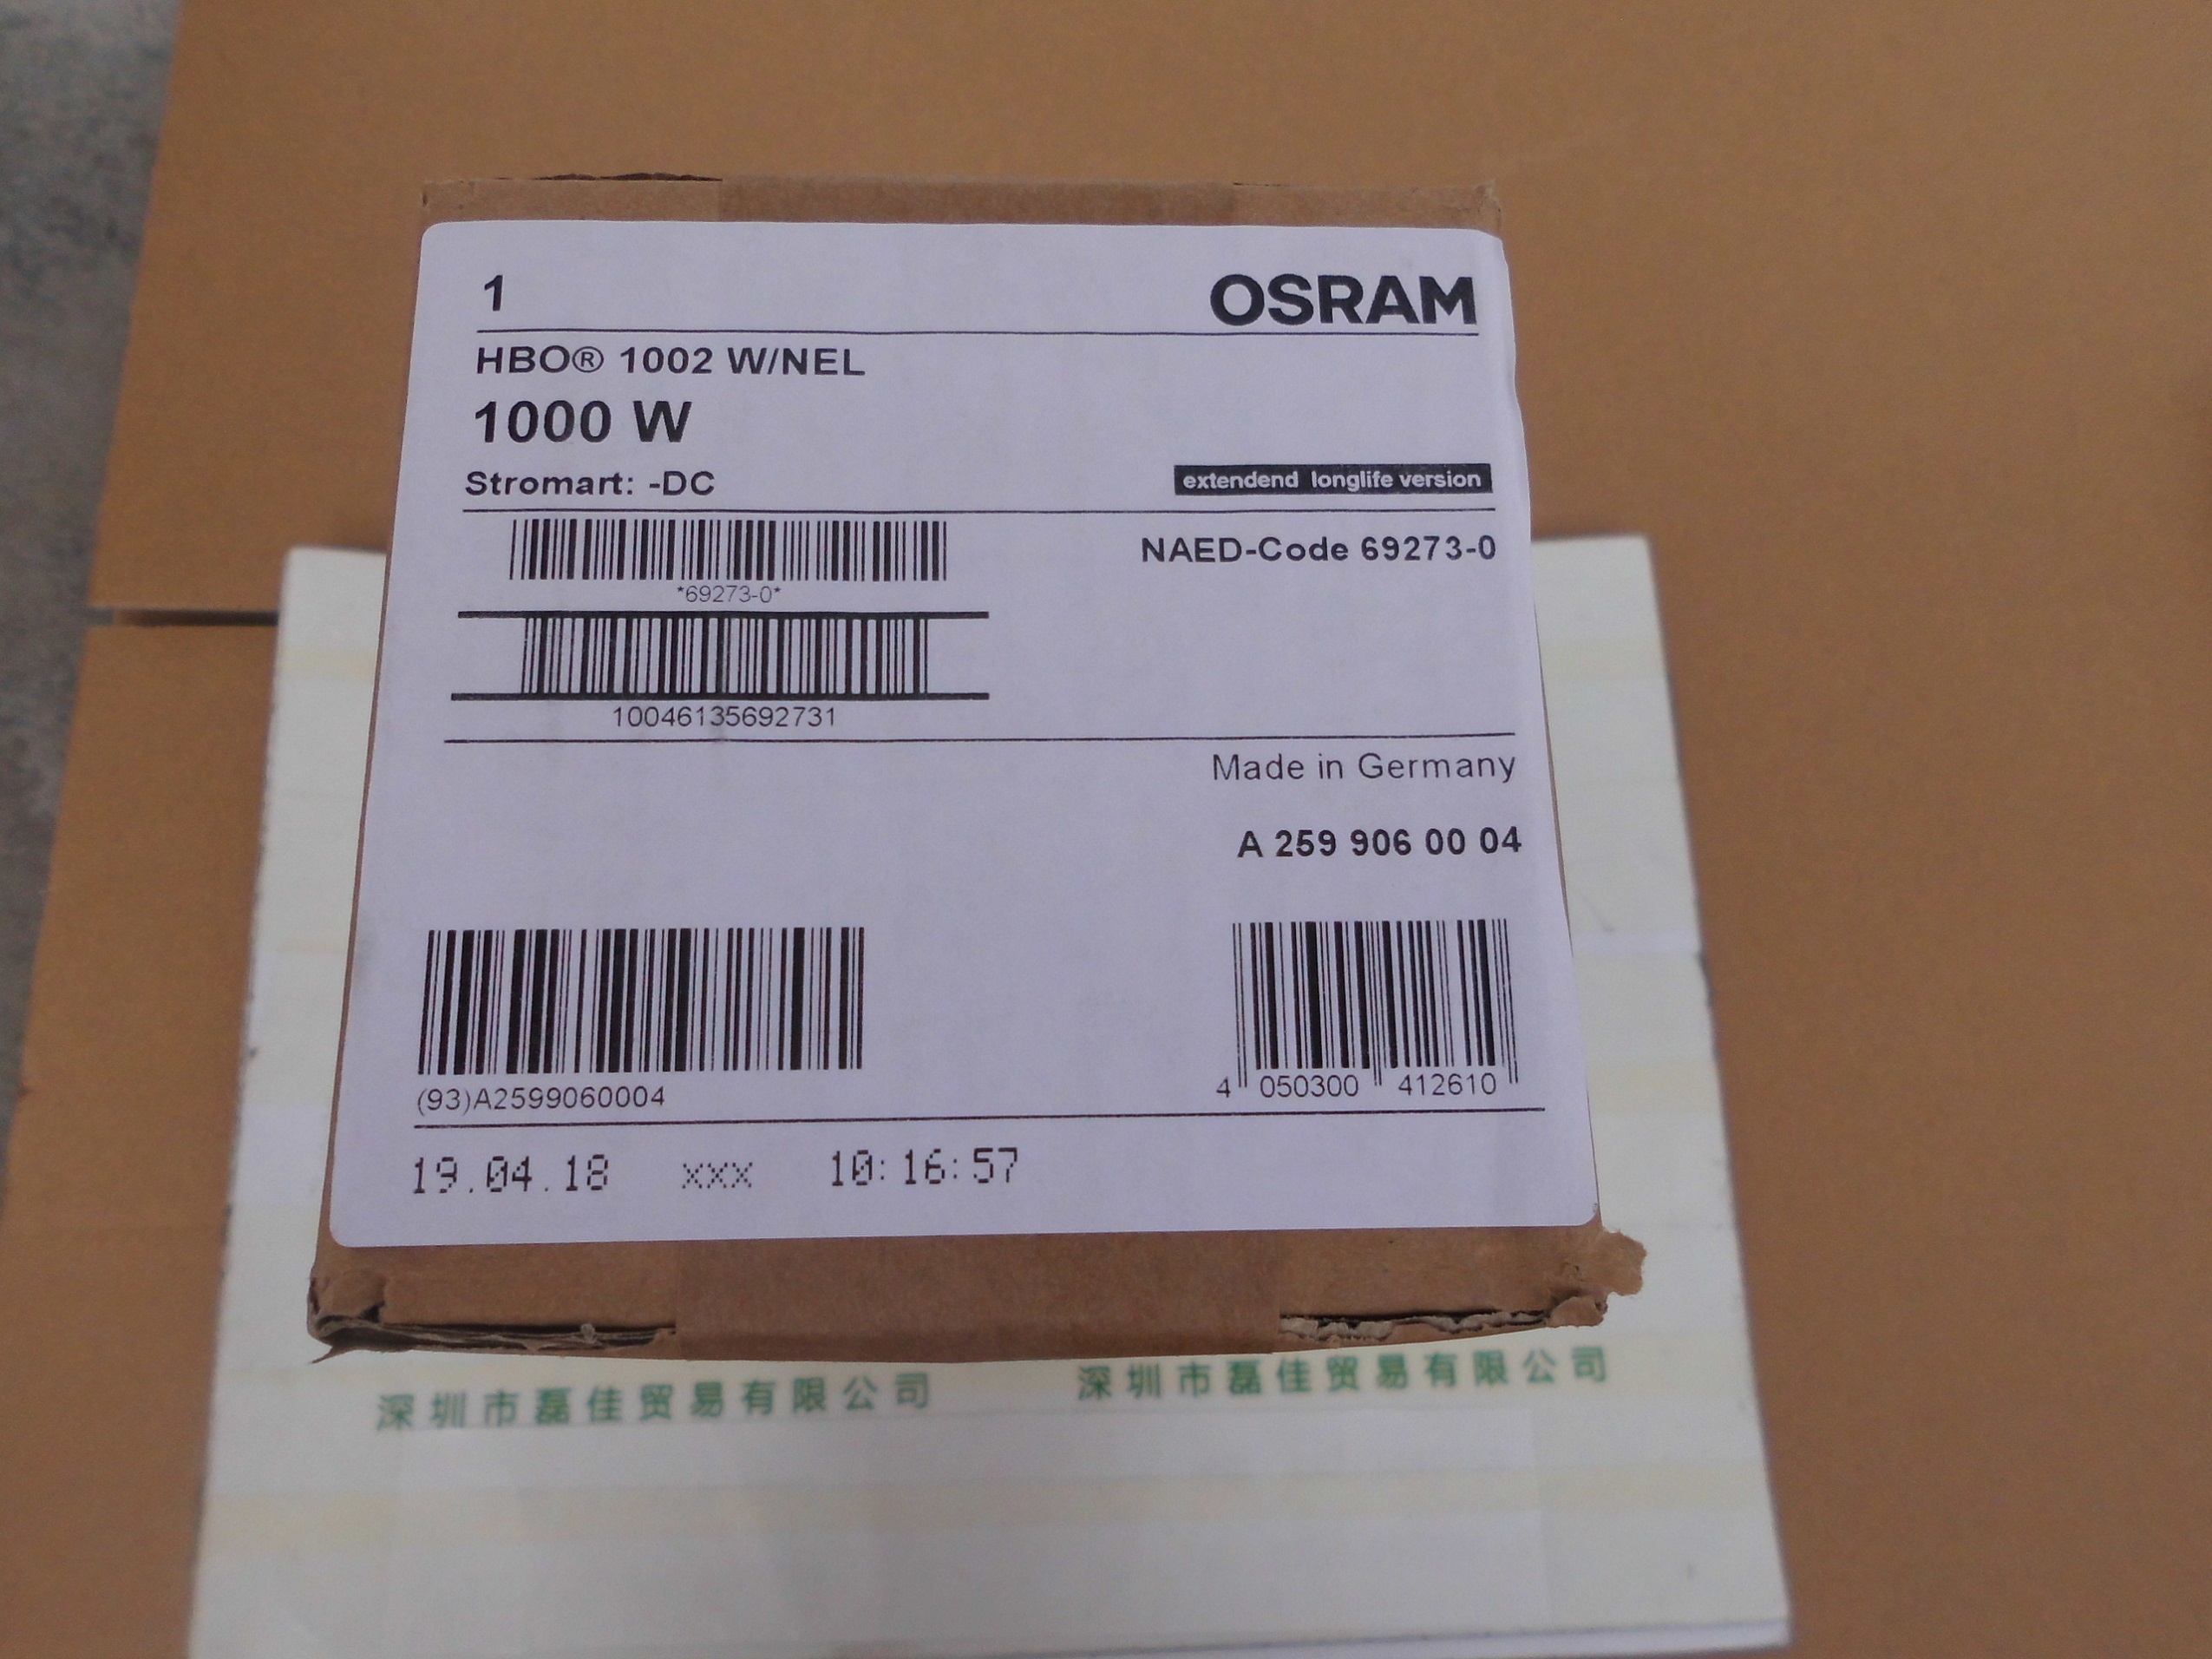 1 OSRAM
HBO® 1002 W/NEL
1000 W
Stromart: -DC extendend longlife version
NAED-Code 69273-0
*69273-0*
10046135692731
Made in Germany
A 259 906 00 04
(93)A2599060004 4 050300 412610
19.04.18 xxx 10:16:57
深圳市磊佳贸易有限公司 深圳市磊佳贸易有限公司